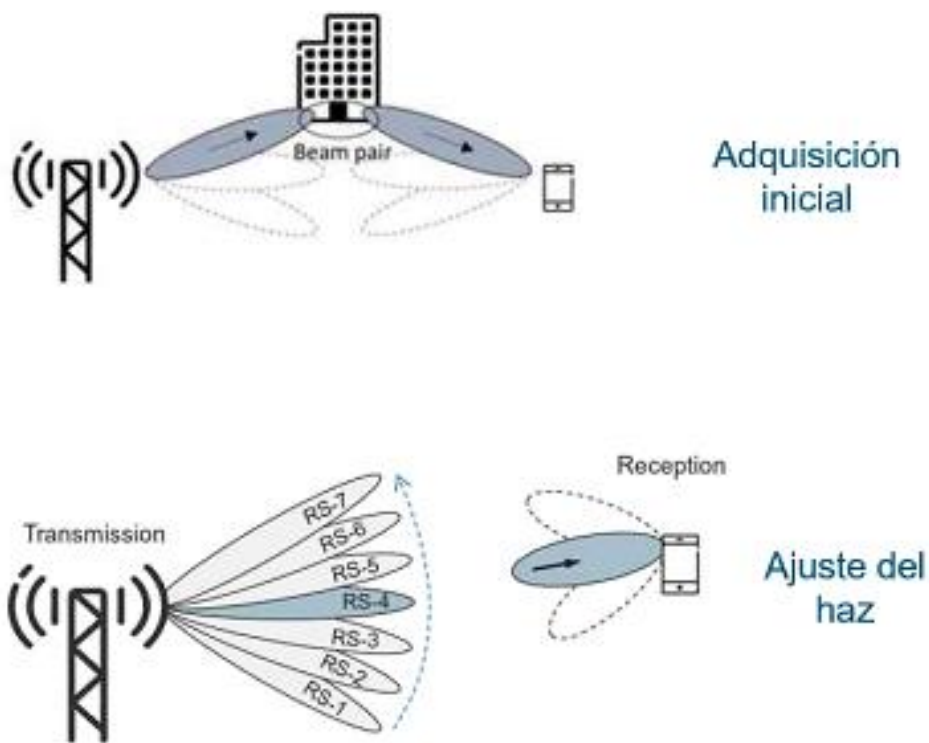 Beam pair
Adquisición
inicial
Reception
Transmission
RS-7
RS-6
RS-5
RS-4
RS-3
RS-2
RS-1
Ajuste del
haz